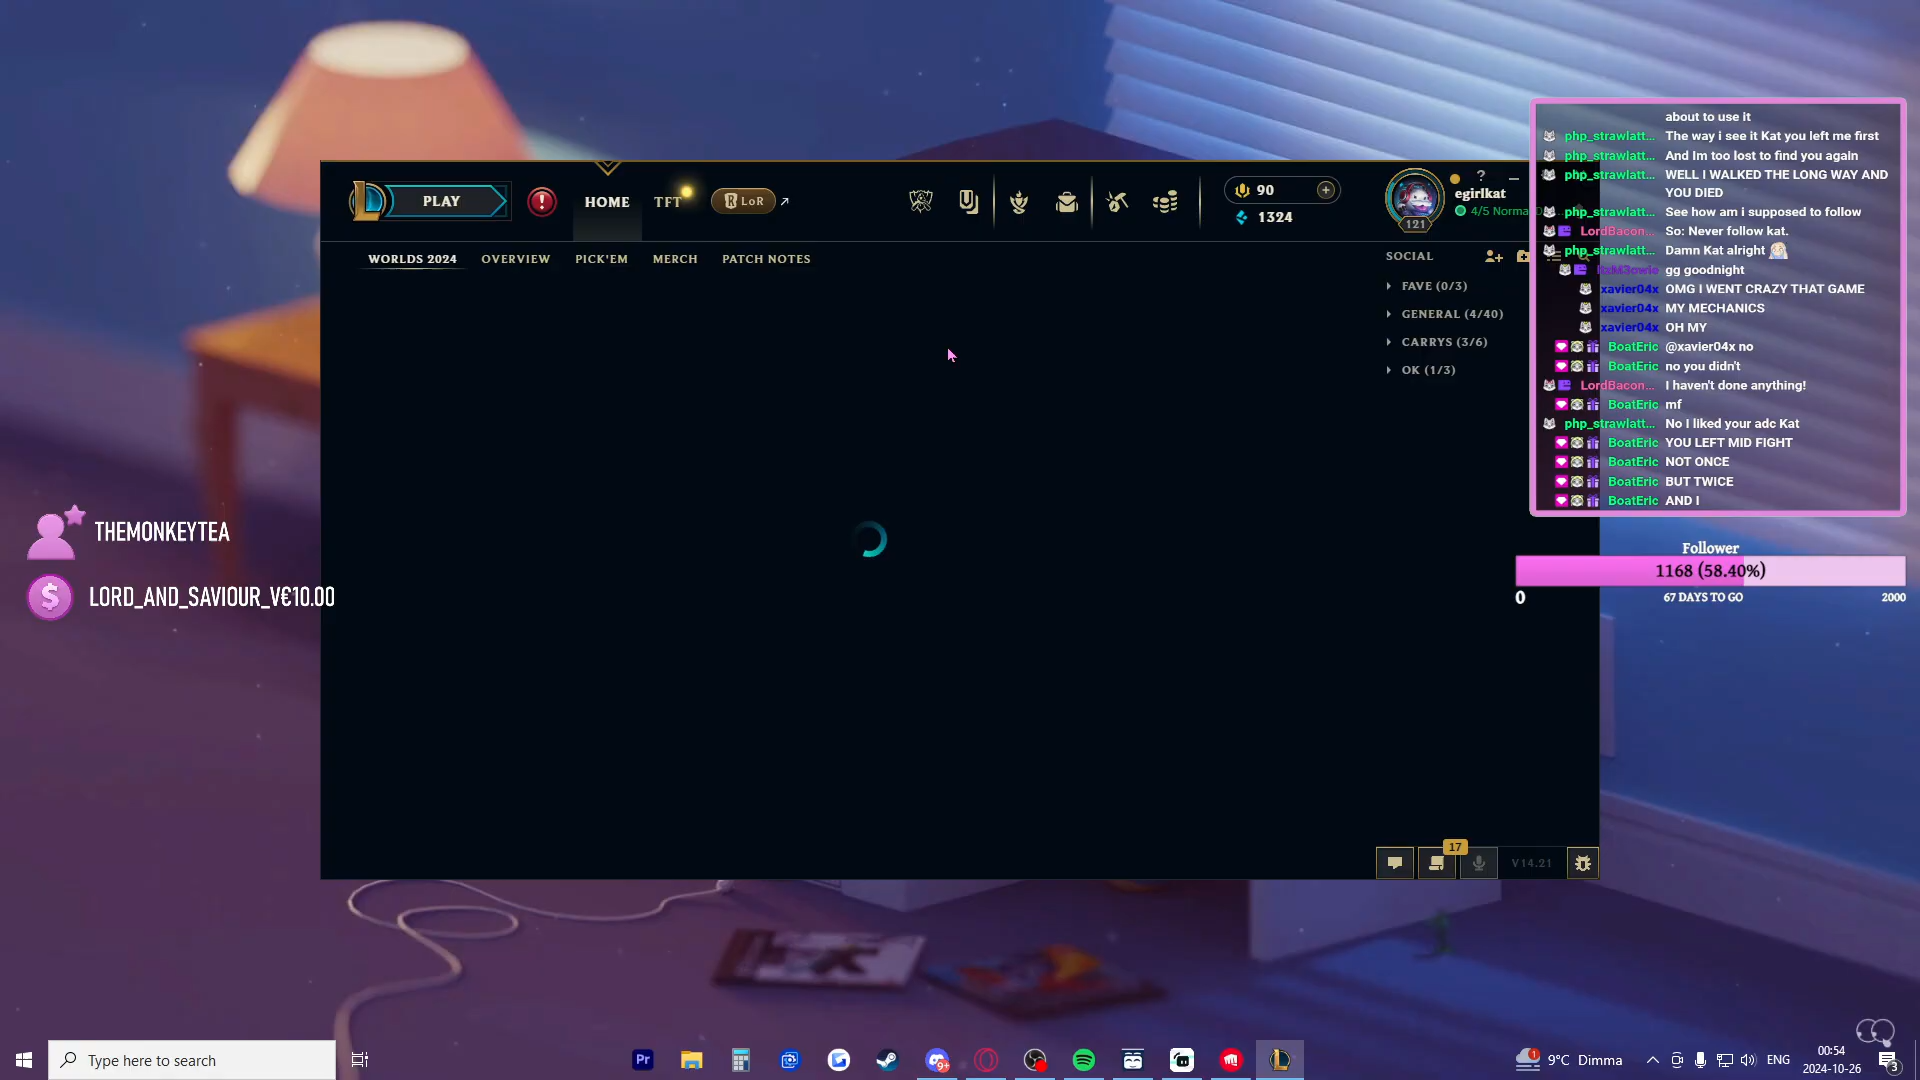 PLAY
HOME
TFT
LoR
90
1324
egirlkat
4/5 Norma
121
WORLDS 2024
OVERVIEW
PICK'EM
MERCH
PATCH NOTES
SOCIAL
FAVE (0/3)
GENERAL (4/40)
CARRYS (3/6)
OK (1/3)
17
V14.21
about to use it
php_strawlatt... The way i see it Kat you left me first
php_strawlatt... And Im too lost to find you again
php_strawlatt... WELL I WALKED THE LONG WAY AND
YOU DIED
php_strawlatt... See how am i supposed to follow
LordBacon... So: Never follow kat.
php_strawlatt... Damn Kat alright
gg goodnight
xavier04x OMG I WENT CRAZY THAT GAME
xavier04x MY MECHANICS
xavier04x OH MY
BoatEric @xavier04x no
BoatEric no you didn't
LordBacon... I haven't done anything!
BoatEric mf
php_strawlatt... No I liked your adc Kat
BoatEric YOU LEFT MID FIGHT
BoatEric NOT ONCE
BoatEric BUT TWICE
BoatEric AND I
Follower
1168 (58.40%)
0
67 DAYS TO GO
2000
THEMONKEYTEA
LORD_AND_SAVIOUR_V€10.00
Type here to search
Pr
9+
1
9°C Dimma
ENG
00:54
2024-10-26
3